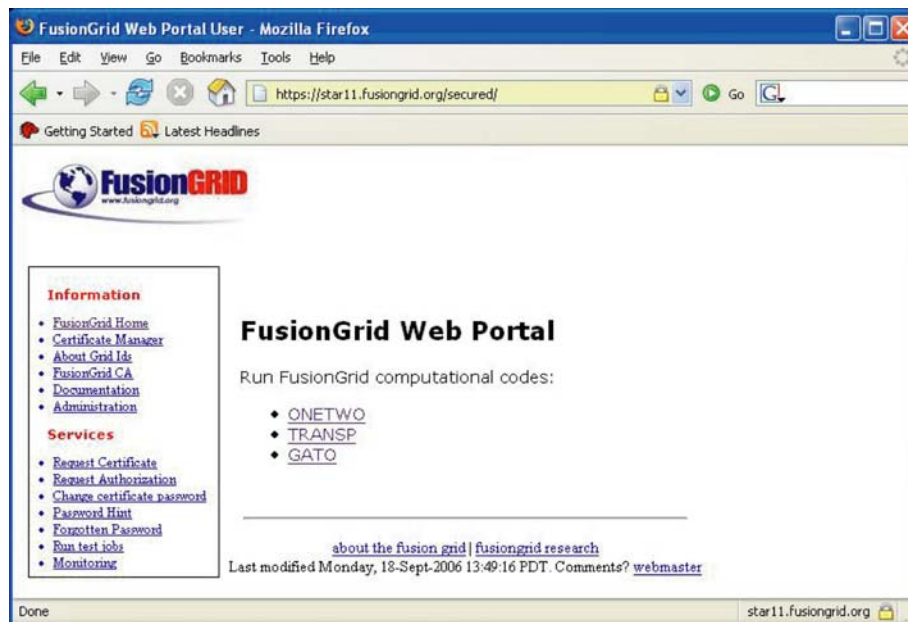 FusionGrid Web Portal User - Mozilla Firefox
File Edit View Go Bookmarks Tools Help
https://star11.fusiongrid.org/secured/ Go G
Getting Started Latest Headlines
FusionGRID
www.fusiongrid.org
Information
FusionGrid Home
Certificate Manager
About Grid Ids
FusionGrid CA
Documentation
Administration
Services
Request Certificate
Request Authorization
Change certificate password
Password Hint
Forgotten Password
Run test jobs
Monitoring
FusionGrid Web Portal
Run FusionGrid computational codes:
ONETWO
TRANSP
GATO
about the fusion grid | fusiongrid research
Last modified Monday, 18-Sept-2006 13:49:16 PDT. Comments? webmaster
Done star11.fusiongrid.org